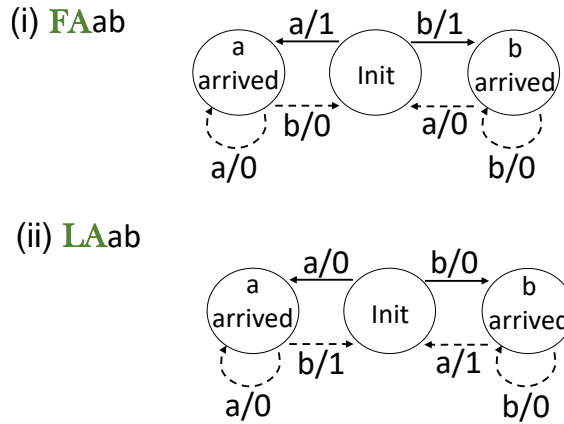 (i) FAab
a/1 b/1
a
arrived
Init
b
arrived
b/0 a/0
a/0 b/0
(ii) LAab
a/0 b/0
a
arrived
Init
b
arrived
b/1 a/1
a/0 b/0